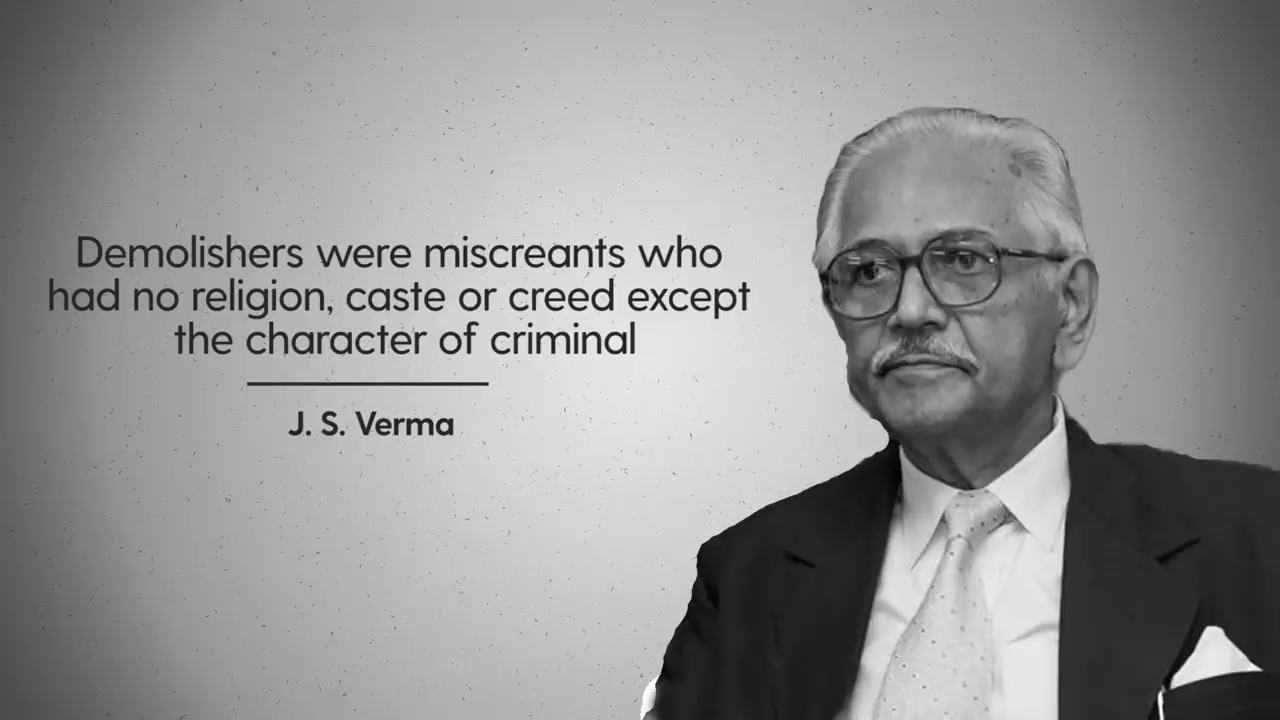 Demolishers were miscreants who
had no religion, caste or creed except
the character of criminal
J. S. Verma